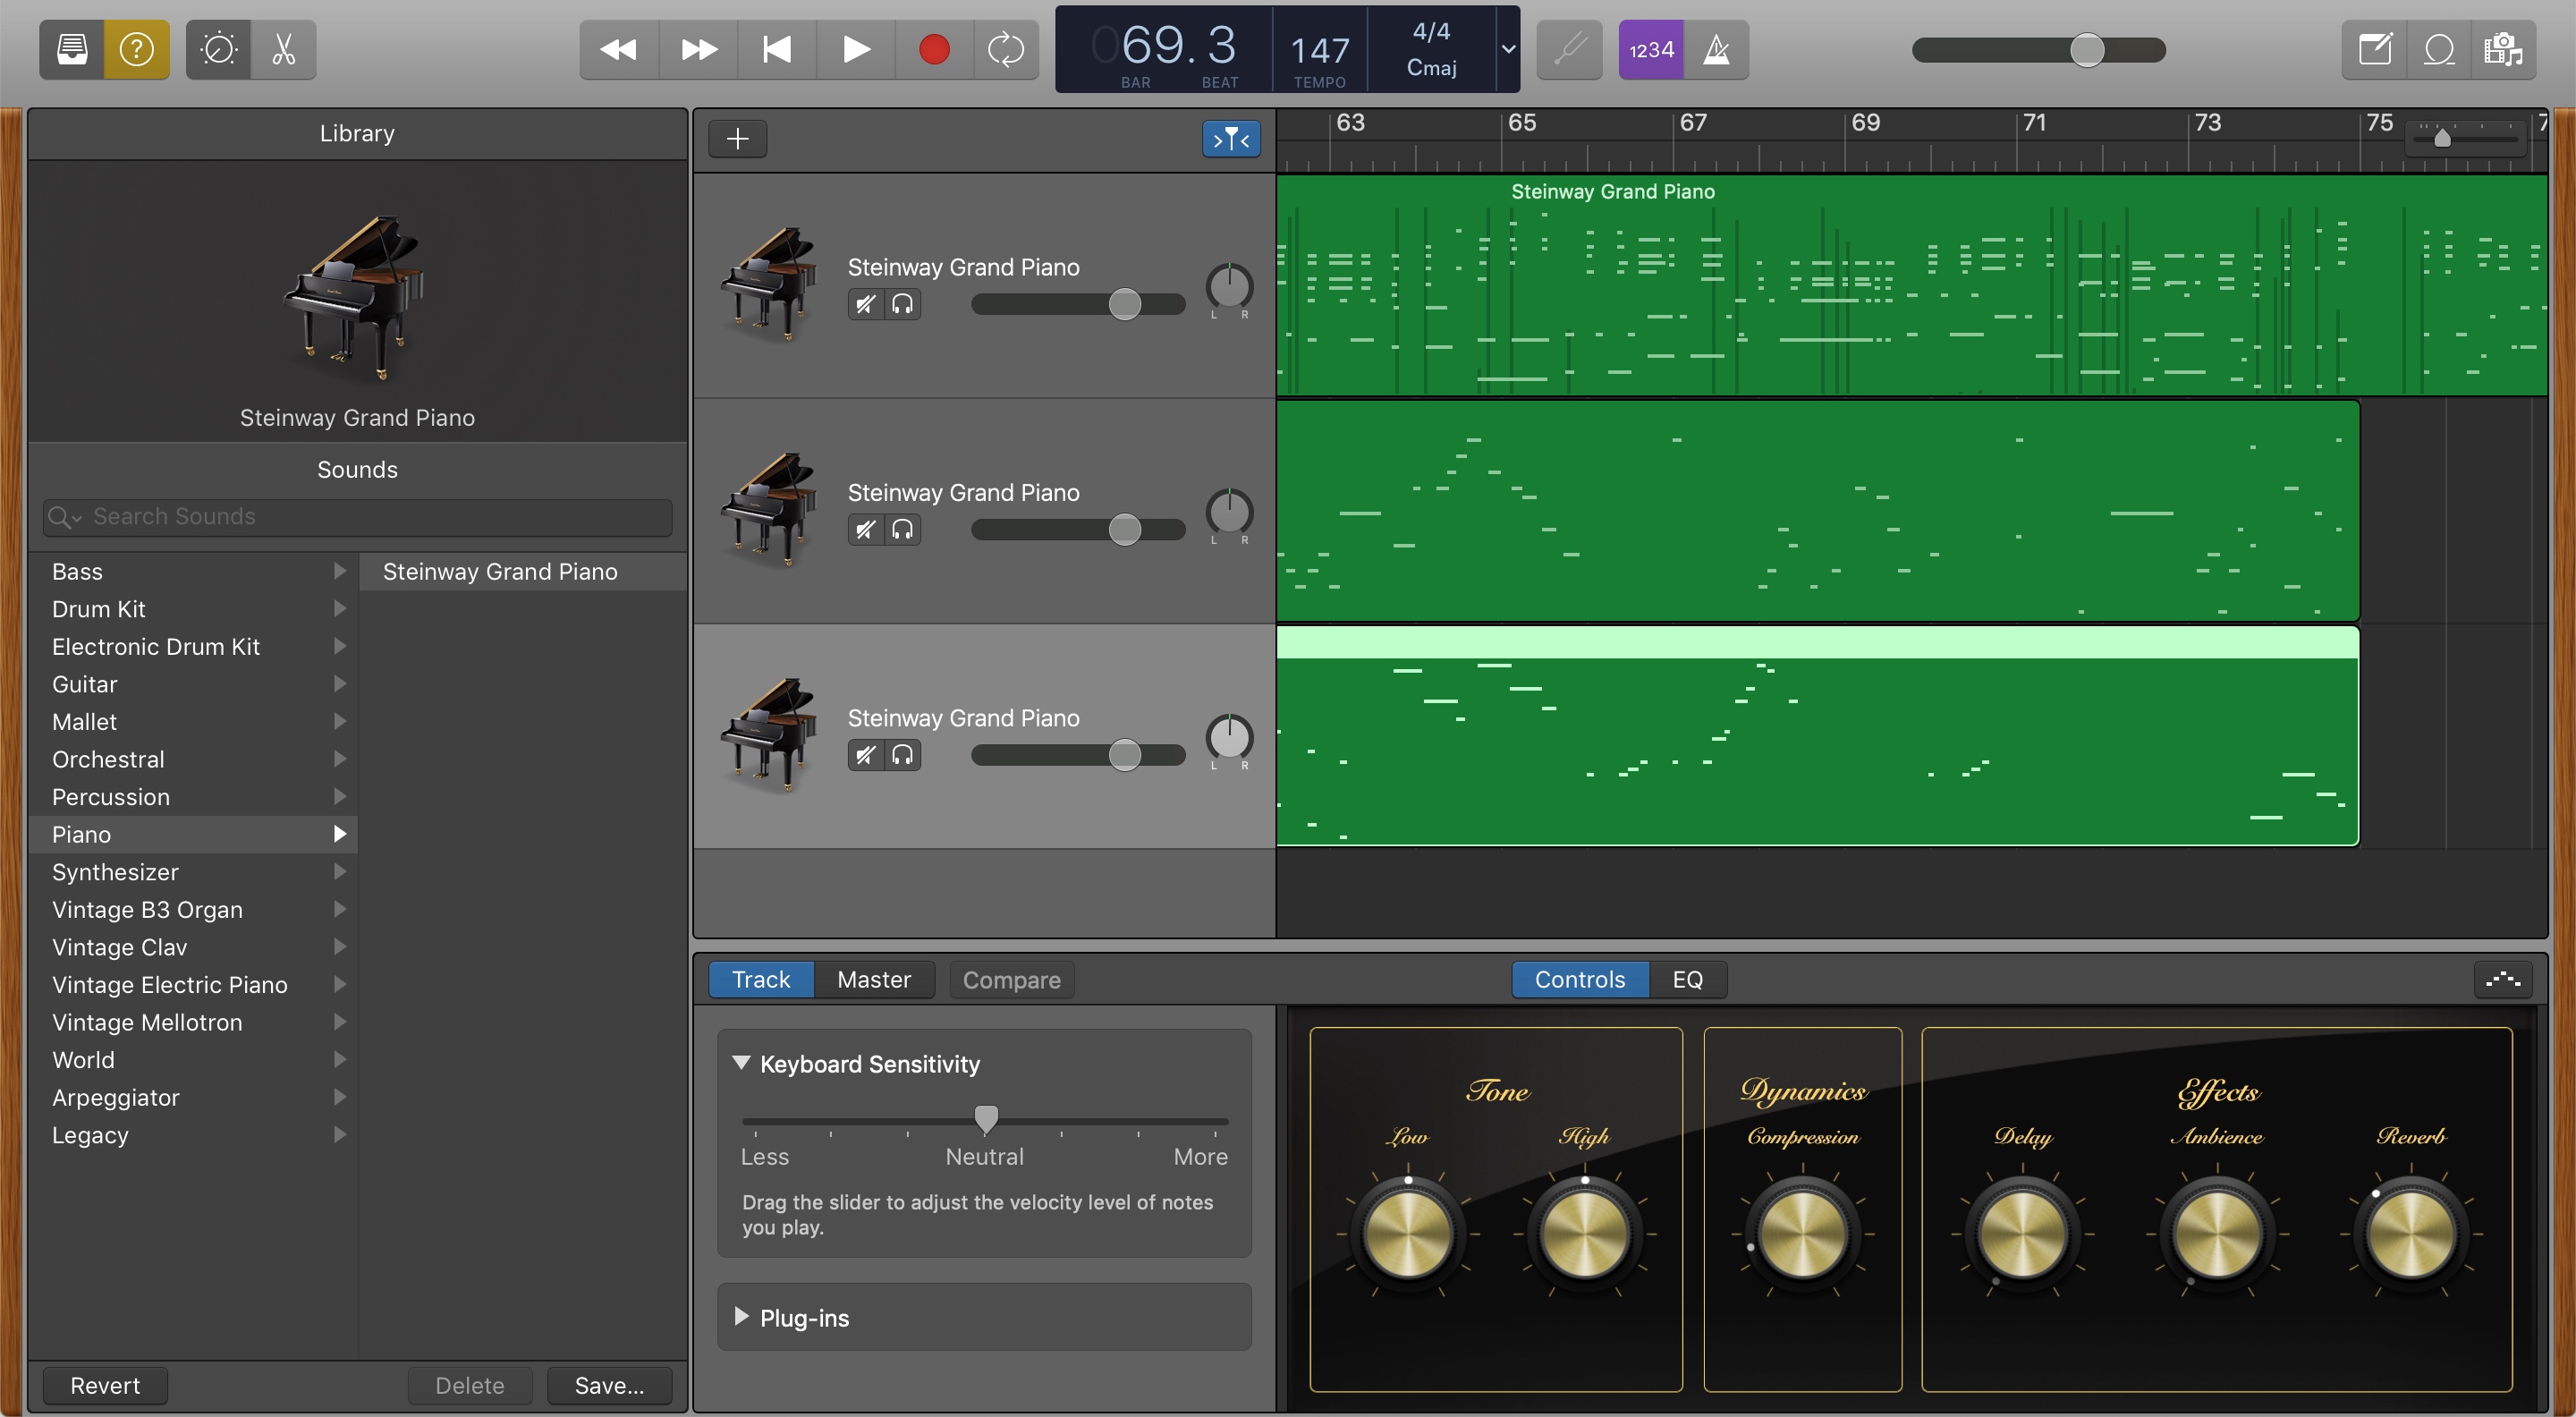 069.3
BAR
BEAT
147
TEMPO
4/4
Cmaj
1234
Library
Steinway Grand Piano
Sounds
Search Sounds
Bass
Drum Kit
Electronic Drum Kit
Guitar
Mallet
Orchestral
Percussion
Piano
Synthesizer
Vintage B3 Organ
Vintage Clav
Vintage Electric Piano
Vintage Mellotron
World
Arpeggiator
Legacy
Steinway Grand Piano
Revert
Delete
Save...
63
65
67
69
71
73
75
Steinway Grand Piano
Steinway Grand Piano
L R
Steinway Grand Piano
L R
Steinway Grand Piano
L R
Track
Master
Compare
Controls
EQ
Keyboard Sensitivity
Less
Neutral
More
Drag the slider to adjust the velocity level of notes
you play.
Plug-ins
Tone
Low
High
Dynamics
Compression
Effects
Delay
Ambience
Reverb